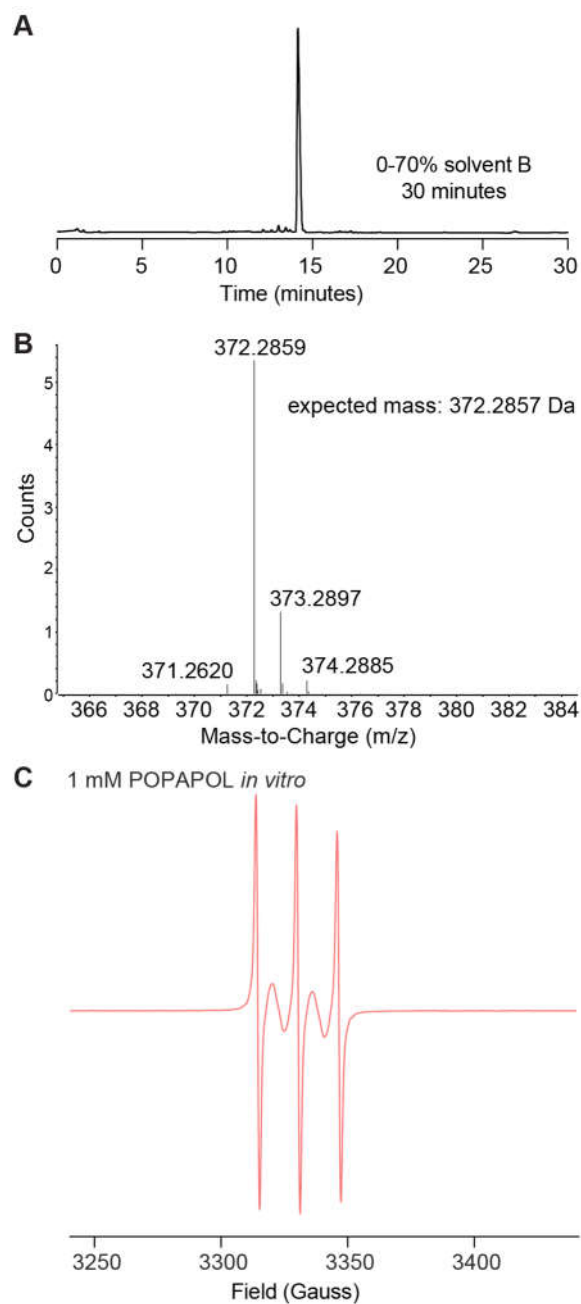 A
0-70% solvent B
30 minutes
0 5 10 15 20 25 30
Time (minutes)
B
372.2859
expected mass: 372.2857 Da
5
4
3
2
1
0
Counts
373.2897
371.2620
374.2885
366 368 370 372 374 376 378 380 382 384
Mass-to-Charge (m/z)
C 1 mM POPAPOL in vitro
3250 3300 3350 3400
Field (Gauss)